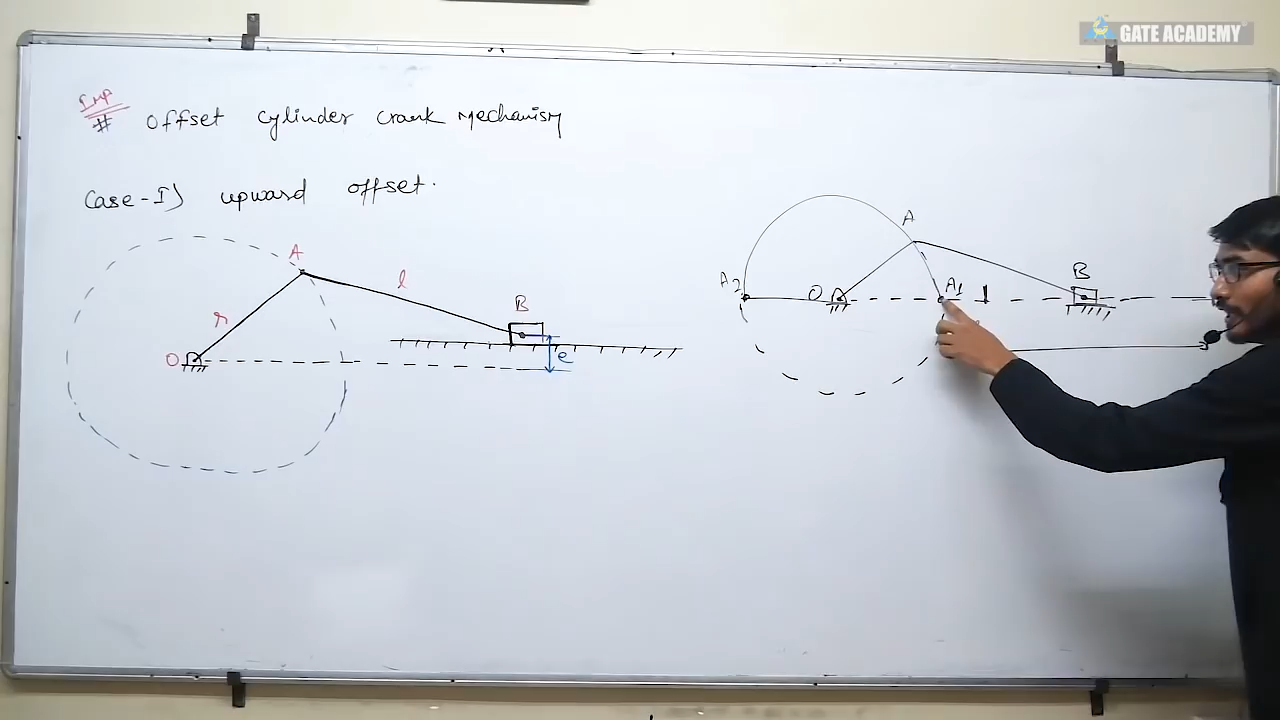 GATE ACADEMY
IMP
# Offset cylinder crank Mechanism
Case-I) upward offset.
A
l
r
B
O
e
A
B
A2
O
A1